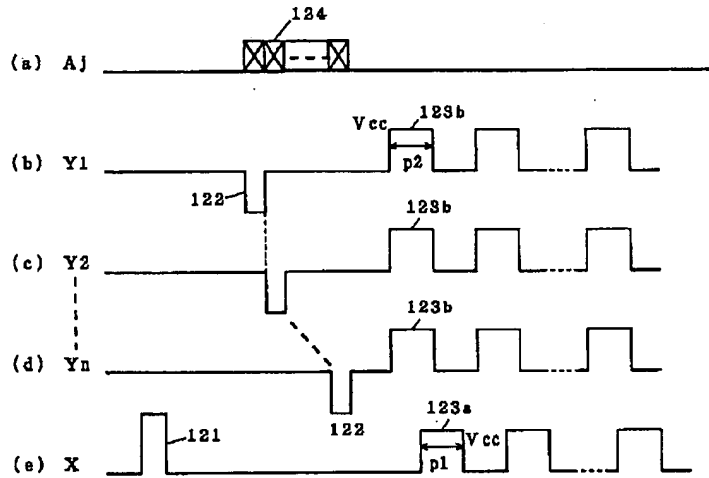 124
(a) Aj
Vcc 123b
p2
(b) Y1
122
123b
(c) Y2
123b
(d) Yn
122
123a
121
Vcc
p1
(e) X